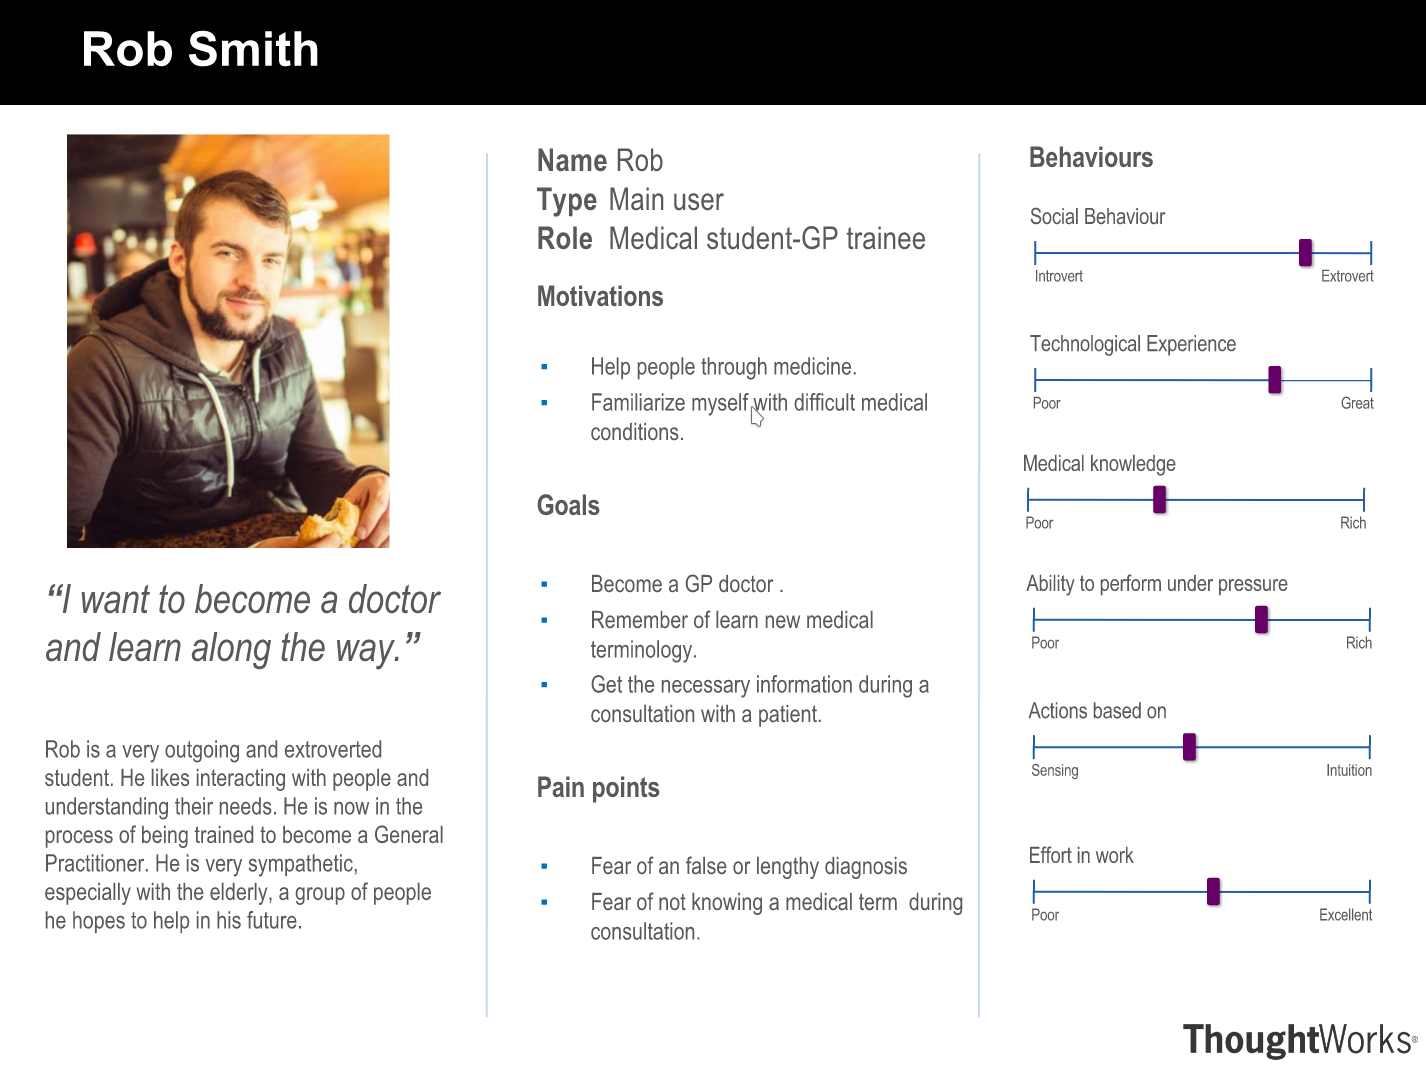 Rob Smith
“I want to become a doctor
and learn along the way.”
Rob is a very outgoing and extroverted
student. He likes interacting with people and
understanding their needs. He is now in the
process of being trained to become a General
Practitioner. He is very sympathetic,
especially with the elderly, a group of people
he hopes to help in his future.
Name Rob
Type Main user
Role Medical student-GP trainee
Motivations
▪ Help people through medicine.
▪ Familiarize myself with difficult medical
conditions.
Goals
▪ Become a GP doctor .
▪ Remember of learn new medical
terminology.
▪ Get the necessary information during a
consultation with a patient.
Pain points
▪ Fear of an false or lengthy diagnosis
▪ Fear of not knowing a medical term during
consultation.
Behaviours
Social Behaviour
Introvert Extrovert
Technological Experience
Poor Great
Medical knowledge
Poor Rich
Ability to perform under pressure
Poor Rich
Actions based on
Sensing Intuition
Effort in work
Poor Excellent
ThoughtWorks®